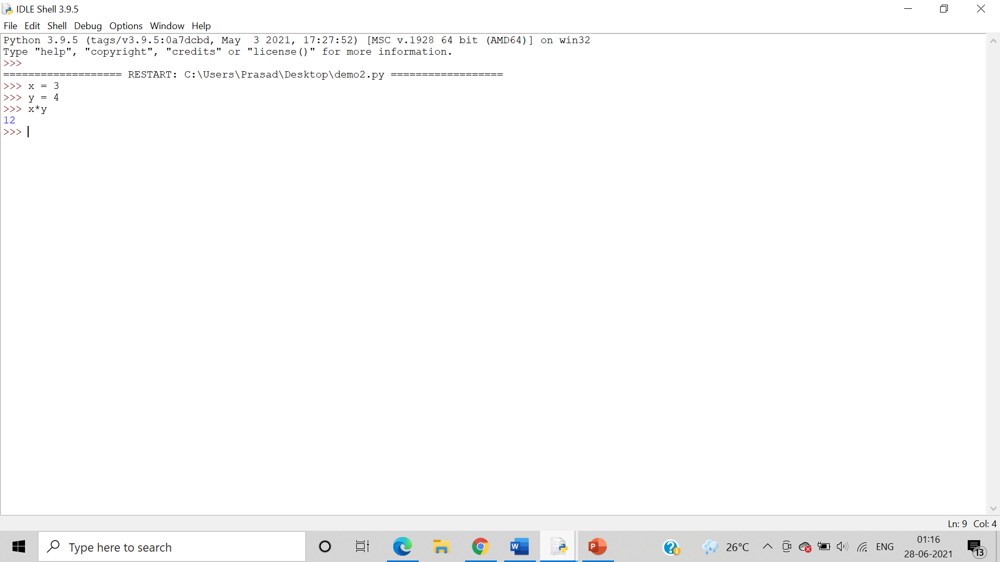 IDLE Shell 3.9.5
File Edit Shell Debug Options Window Help
Python 3.9.5 (tags/v3.9.5:0a7dcbd, May  3 2021, 17:27:52) [MSC v.1928 64 bit (AMD64)] on win32
Type "help", "copyright", "credits" or "license()" for more information.
>>>
=================== RESTART: C:\Users\Prasad\Desktop\demo2.py ==================
>>> x = 3
>>> y = 4
>>> x*y
12
>>>
Ln: 9 Col: 4
Type here to search
26°C ENG 01:16
28-06-2021
13